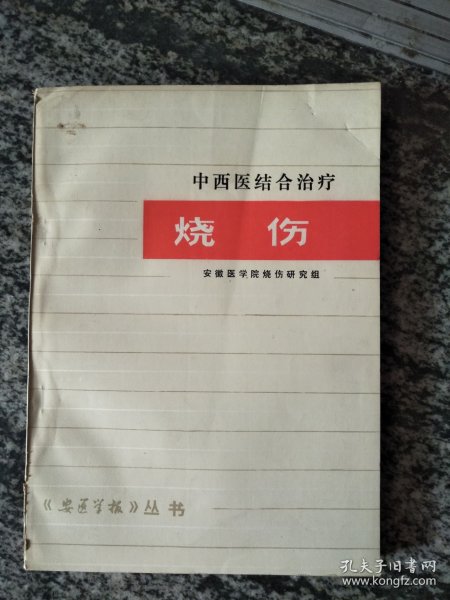 中西医结合治疗
烧伤
安徽医学院烧伤研究组
《安医学报》丛书
孔夫子旧书网
www.kongfz.com